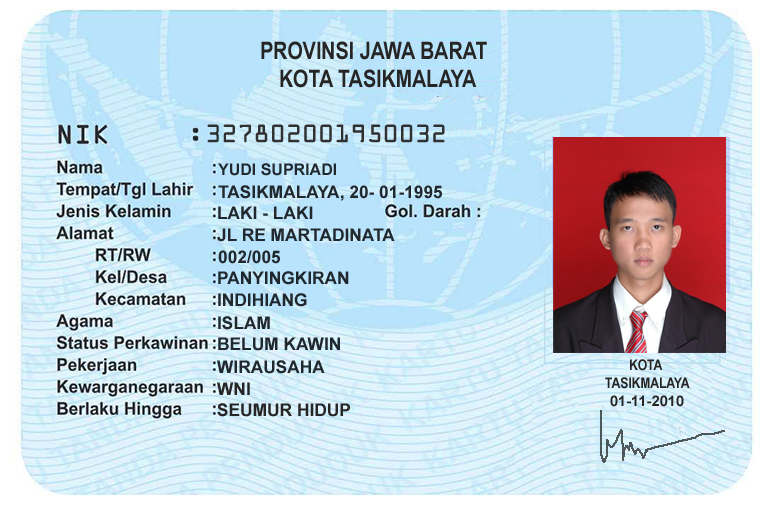 PROVINSI JAWA BARAT
KOTA TASIKMALAYA
NIK :327802001950032
Nama :YUDI SUPRIADI
Tempat/Tgl Lahir :TASIKMALAYA, 20- 01-1995
Jenis Kelamin :LAKI - LAKI Gol. Darah :
Alamat :JL RE MARTADINATA
RT/RW :002/005
Kel/Desa :PANYINGKIRAN
Kecamatan :INDIHIANG
Agama :ISLAM
Status Perkawinan :BELUM KAWIN
Pekerjaan :WIRAUSAHA
Kewarganegaraan :WNI
Berlaku Hingga :SEUMUR HIDUP
KOTA
TASIKMALAYA
01-11-2010